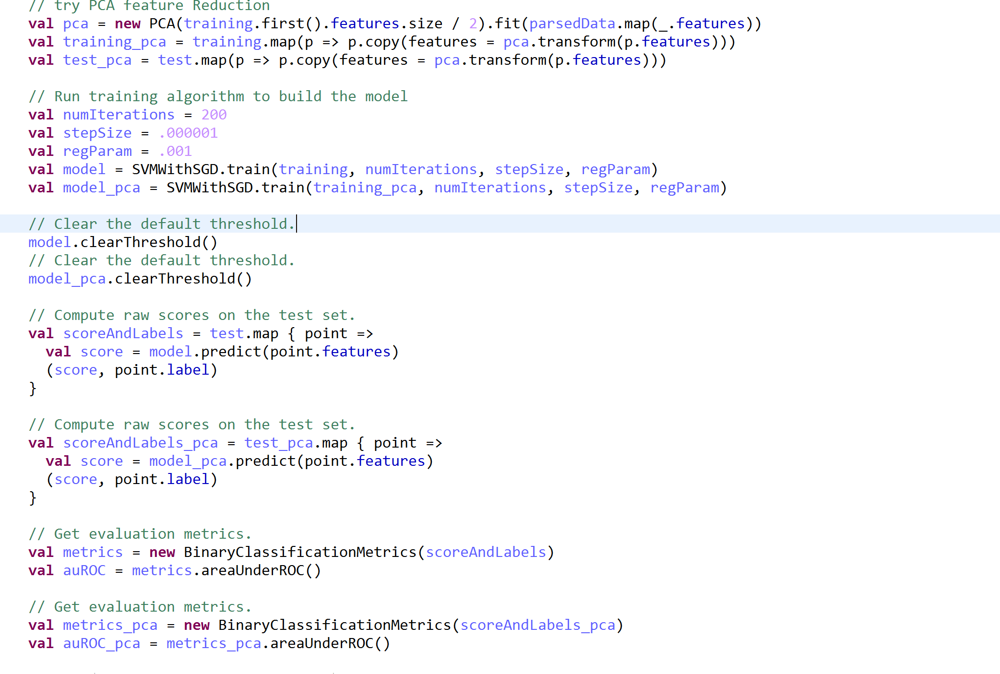 // try PCA feature Reduction
val pca = new PCA(training.first().features.size / 2).fit(parsedData.map(_.features))
val training_pca = training.map(p => p.copy(features = pca.transform(p.features)))
val test_pca = test.map(p => p.copy(features = pca.transform(p.features)))

// Run training algorithm to build the model
val numIterations = 200
val stepSize = .000001
val regParam = .001
val model = SVMWithSGD.train(training, numIterations, stepSize, regParam)
val model_pca = SVMWithSGD.train(training_pca, numIterations, stepSize, regParam)

// Clear the default threshold.
model.clearThreshold()
// Clear the default threshold.
model_pca.clearThreshold()

// Compute raw scores on the test set.
val scoreAndLabels = test.map { point =>
  val score = model.predict(point.features)
  (score, point.label)
}

// Compute raw scores on the test set.
val scoreAndLabels_pca = test_pca.map { point =>
  val score = model_pca.predict(point.features)
  (score, point.label)
}

// Get evaluation metrics.
val metrics = new BinaryClassificationMetrics(scoreAndLabels)
val auROC = metrics.areaUnderROC()

// Get evaluation metrics.
val metrics_pca = new BinaryClassificationMetrics(scoreAndLabels_pca)
val auROC_pca = metrics_pca.areaUnderROC()